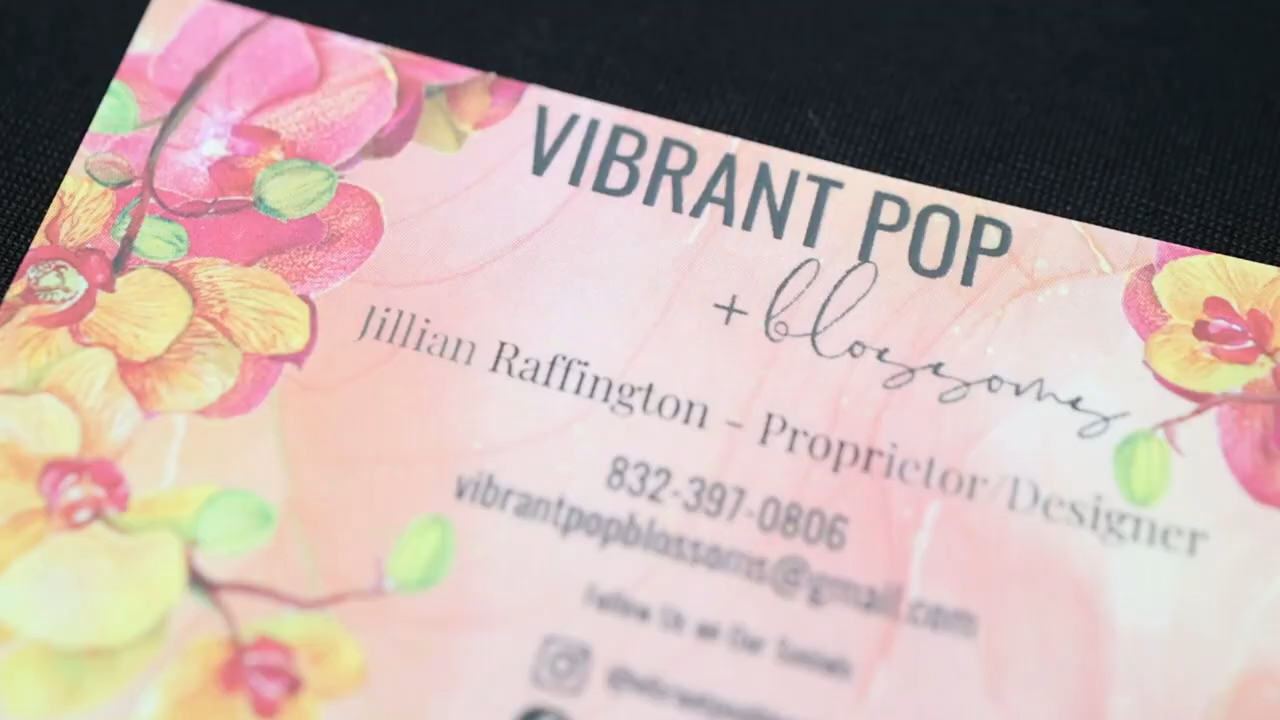 VIBRANT POP
+blossoms
Jillian Raffington - Proprietor/Designer
832-397-0806
vibrantpopblossoms@gmail.com
Follow Us on Our Socials